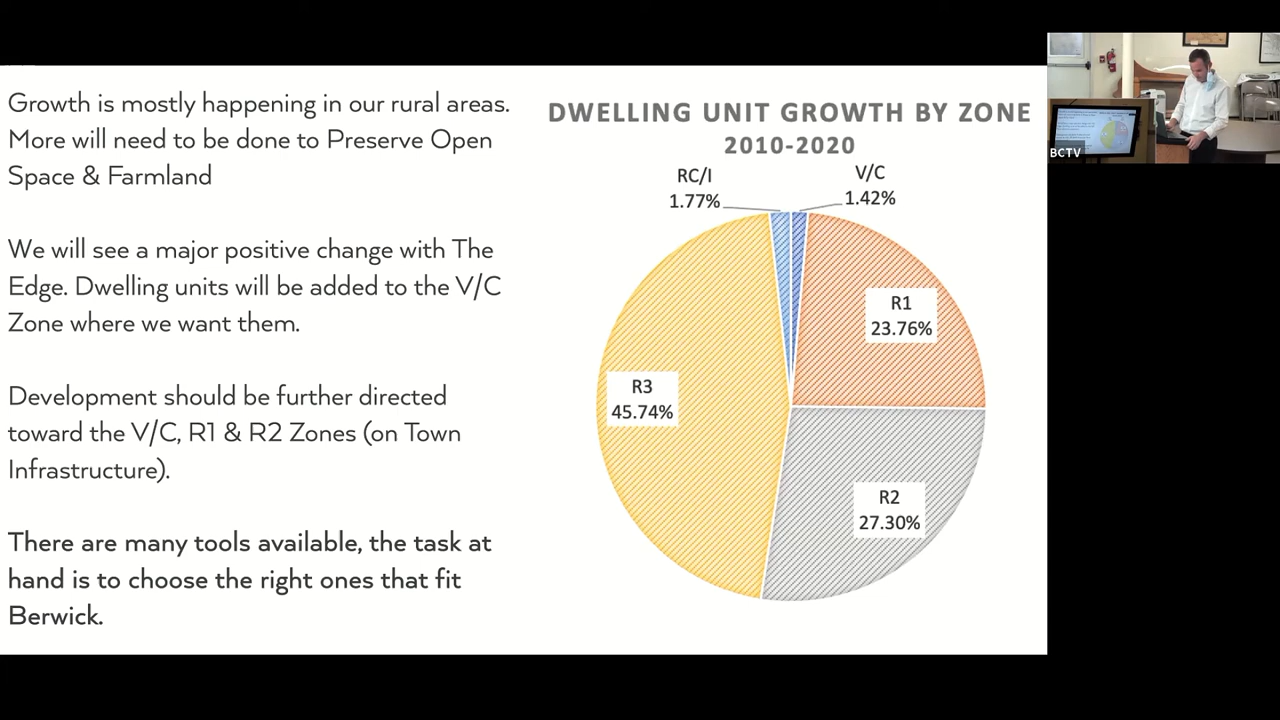 Growth is mostly happening in our rural areas.
More will need to be done to Preserve Open
Space & Farmland
We will see a major positive change with The
Edge. Dwelling units will be added to the V/C
Zone where we want them.
Development should be further directed
toward the V/C, R1 & R2 Zones (on Town
Infrastructure).
There are many tools available, the task at
hand is to choose the right ones that fit
Berwick.
DWELLING UNIT GROWTH BY ZONE
2010-2020
RC/I
1.77%
V/C
1.42%
R1
23.76%
R3
45.74%
R2
27.30%
BCTV